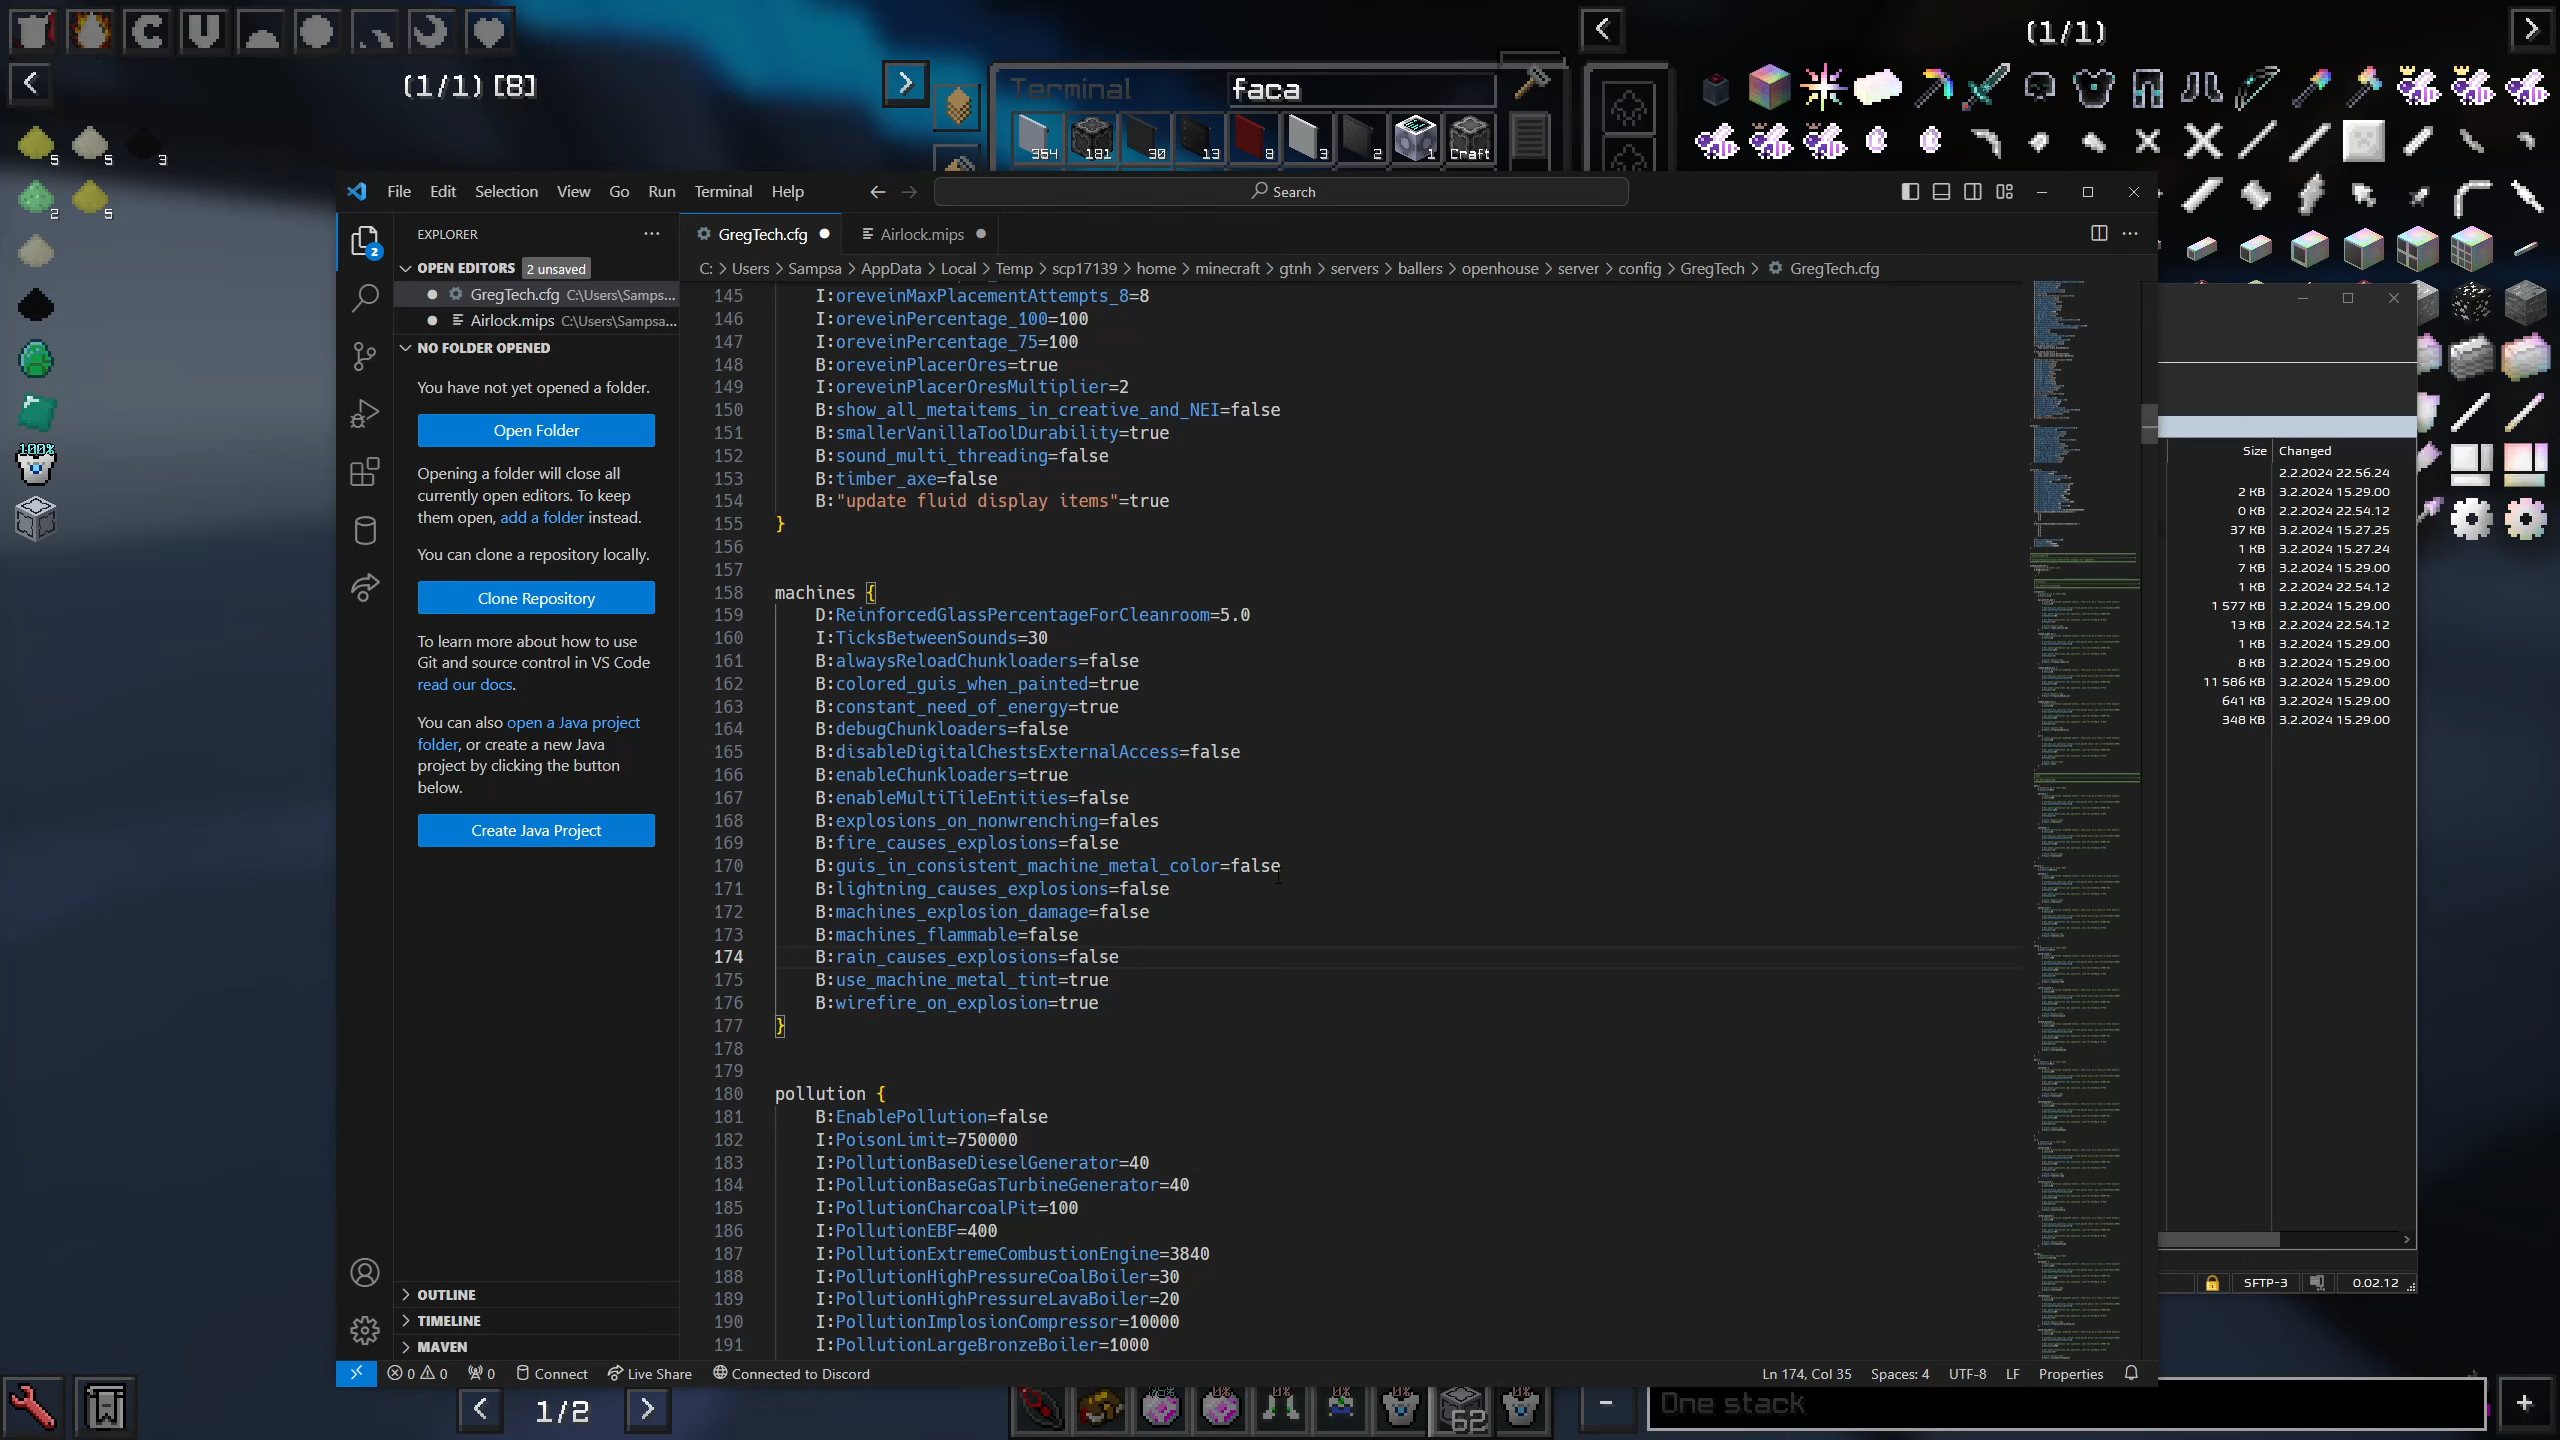 (1/1)
(1/1) [8]
Terminal
faca
364
181
30
13
8
3
2
1
Craft
5
5
3
2
5
100%
File
Edit
Selection
View
Go
Run
Terminal
Help
Search
EXPLORER
GregTech.cfg
Airlock.mips
OPEN EDITORS
2 unsaved
C: > Users > Sampsa > AppData > Local > Temp > scp17139 > home > minecraft > gtnh > servers > ballers > openhouse > server > config > GregTech > GregTech.cfg
GregTech.cfg C:\Users\Samps...
Airlock.mips C:\Users\Sampsa...
NO FOLDER OPENED
You have not yet opened a folder.
Open Folder
Opening a folder will close all
currently open editors. To keep
them open, add a folder instead.
You can clone a repository locally.
Clone Repository
To learn more about how to use
Git and source control in VS Code
read our docs.
You can also open a Java project
folder, or create a new Java
project by clicking the button
below.
Create Java Project
OUTLINE
TIMELINE
MAVEN
145 I:oreveinMaxPlacementAttempts_8=8
146 I:oreveinPercentage_100=100
147 I:oreveinPercentage_75=100
148 B:oreveinPlacerOres=true
149 I:oreveinPlacerOresMultiplier=2
150 B:show_all_metaitems_in_creative_and_NEI=false
151 B:smallerVanillaToolDurability=true
152 B:sound_multi_threading=false
153 B:timber_axe=false
154 B:"update fluid display items"=true
155 }
156
157
158 machines {
159 D:ReinforcedGlassPercentageForCleanroom=5.0
160 I:TicksBetweenSounds=30
161 B:alwaysReloadChunkloaders=false
162 B:colored_guis_when_painted=true
163 B:constant_need_of_energy=true
164 B:debugChunkloaders=false
165 B:disableDigitalChestsExternalAccess=false
166 B:enableChunkloaders=true
167 B:enableMultiTileEntities=false
168 B:explosions_on_nonwrenching=fales
169 B:fire_causes_explosions=false
170 B:guis_in_consistent_machine_metal_color=false
171 B:lightning_causes_explosions=false
172 B:machines_explosion_damage=false
173 B:machines_flammable=false
174 B:rain_causes_explosions=false
175 B:use_machine_metal_tint=true
176 B:wirefire_on_explosion=true
177 }
178
179
180 pollution {
181 B:EnablePollution=false
182 I:PoisonLimit=750000
183 I:PollutionBaseDieselGenerator=40
184 I:PollutionBaseGasTurbineGenerator=40
185 I:PollutionCharcoalPit=100
186 I:PollutionEBF=400
187 I:PollutionExtremeCombustionEngine=3840
188 I:PollutionHighPressureCoalBoiler=30
189 I:PollutionHighPressureLavaBoiler=20
190 I:PollutionImplosionCompressor=10000
191 I:PollutionLargeBronzeBoiler=1000
Size Changed
2.2.2024 22.56.24
2 KB 3.2.2024 15.29.00
0 KB 2.2.2024 22.54.12
37 KB 3.2.2024 15.27.25
1 KB 3.2.2024 15.27.24
7 KB 3.2.2024 15.29.00
1 KB 2.2.2024 22.54.12
1 577 KB 3.2.2024 15.29.00
13 KB 2.2.2024 22.54.12
1 KB 3.2.2024 15.29.00
8 KB 3.2.2024 15.29.00
11 586 KB 3.2.2024 15.29.00
641 KB 3.2.2024 15.29.00
348 KB 3.2.2024 15.29.00
SFTP-3
0.02.12
0
0
0
Connect
Live Share
Connected to Discord
Ln 174, Col 35
Spaces: 4
UTF-8
LF
Properties
1/2
0%
0%
0%
0%
62
0%
One stack